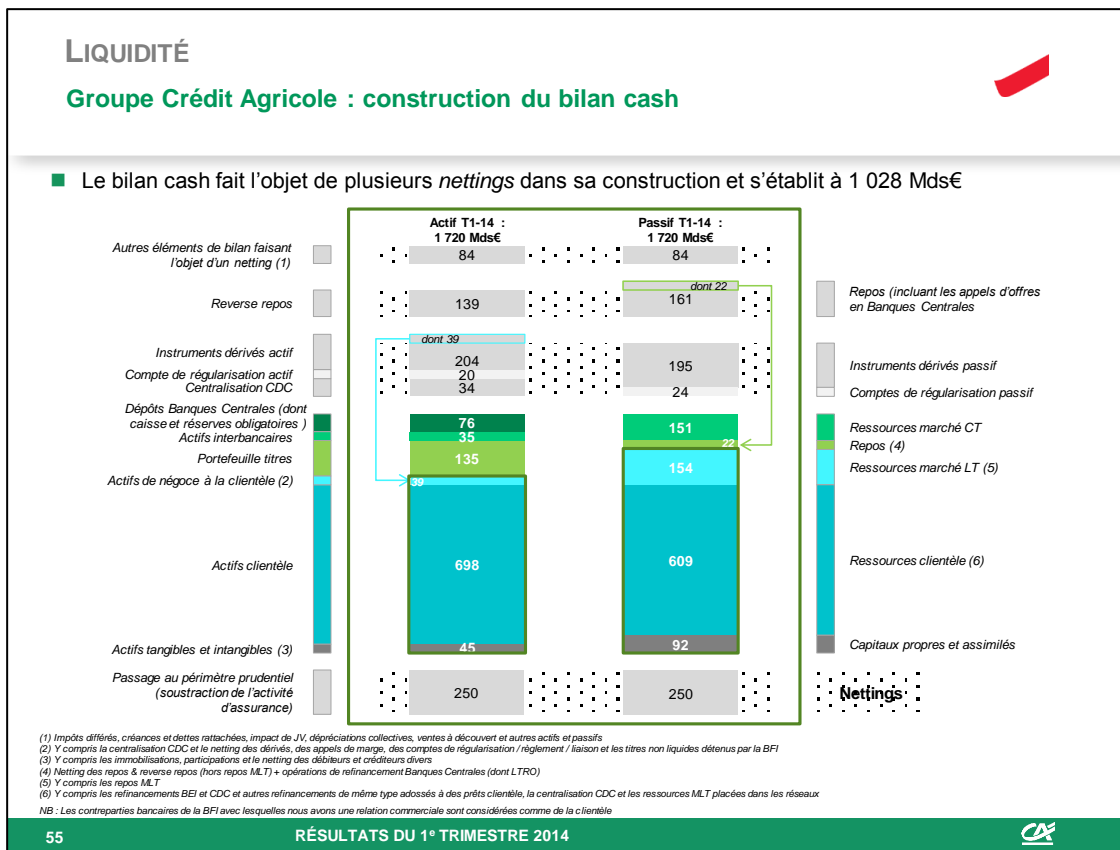 LIQUIDITÉ
Groupe Crédit Agricole : construction du bilan cash
Le bilan cash fait l'objet de plusieurs nettings dans sa construction et s'établit à 1 028 Mds€
Actif T1-14 :
1 720 Mds€
Passif T1-14 :
1 720 Mds€
Autres éléments de bilan faisant
l'objet d'un netting (1)
84
84
Reverse repos
139
dont 22
161
Repos (incluant les appels d'offres
en Banques Centrales
dont 39
Instruments dérivés actif
204
195
Instruments dérivés passif
Compte de régularisation actif
20
Centralisation CDC
34
24
Comptes de régularisation passif
Dépôts Banques Centrales (dont
caisse et réserves obligatoires )
76
151
Ressources marché CT
Actifs interbancaires
35
22
Repos (4)
Portefeuille titres
135
154
Ressources marché LT (5)
Actifs de négoce à la clientèle (2)
39
Actifs clientèle
698
609
Ressources clientèle (6)
Actifs tangibles et intangibles (3)
45
92
Capitaux propres et assimilés
Passage au périmètre prudentiel
(soustraction de l'activité
d'assurance)
250
250
Nettings
(1) Impôts différés, créances et dettes rattachées, impact de JV, dépréciations collectives, ventes à découvert et autres actifs et passifs
(2) Y compris la centralisation CDC et le netting des dérivés, des appels de marge, des comptes de régularisation / règlement / liaison et les titres non liquides détenus par la BFI
(3) Y compris les immobilisations, participations et le netting des débiteurs et créditeurs divers
(4) Netting des repos & reverse repos (hors repos MLT) + opérations de refinancement Banques Centrales (dont LTRO)
(5) Y compris les repos MLT
(6) Y compris les refinancements BEI et CDC et autres refinancements de même type adossés à des prêts clientèle, la centralisation CDC et les ressources MLT placées dans les réseaux
NB : Les contreparties bancaires de la BFI avec lesquelles nous avons une relation commerciale sont considérées comme de la clientèle
55
RÉSULTATS DU 1e TRIMESTRE 2014
CA